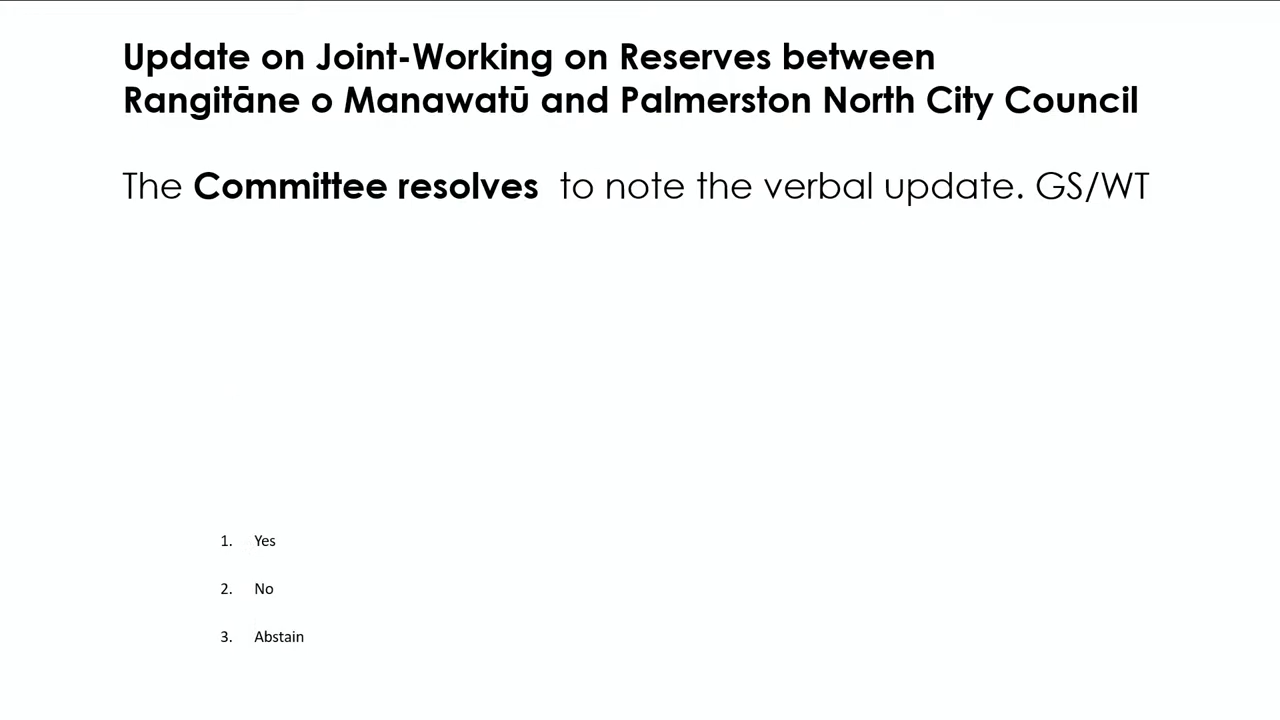 Update on Joint-Working on Reserves between
Rangitāne o Manawatū and Palmerston North City Council
The Committee resolves to note the verbal update. GS/WT
1. Yes
2. No
3. Abstain